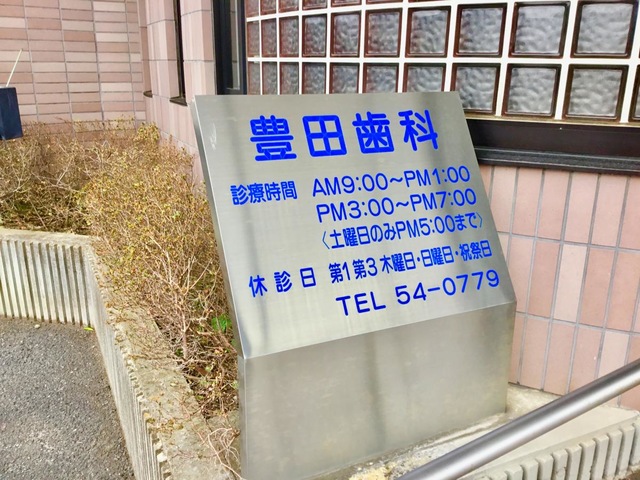 豊田歯科
診療時間 AM9:00〜PM1:00
PM3:00〜PM7:00
〈土曜日のみPM5:00まで〉
休診日 第1第3木曜日・日曜日・祝祭日
TEL 54-0779